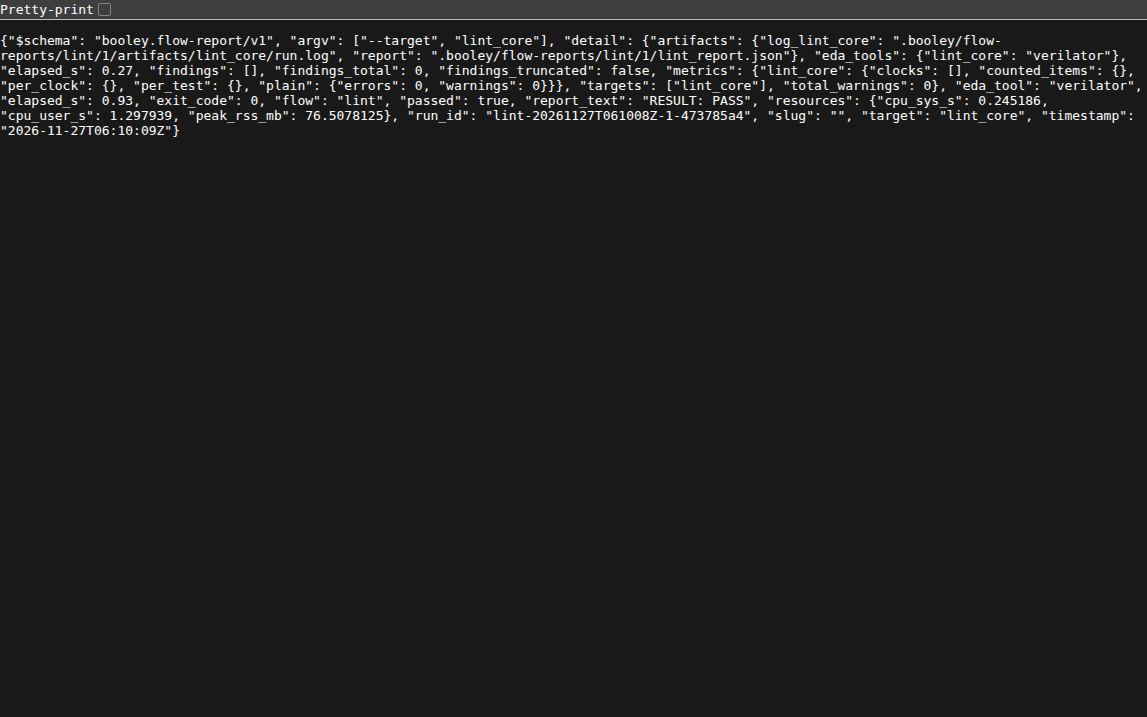 Pretty-print
{"$schema": "booley.flow-report/v1", "argv": ["--target", "lint_core"], "detail": {"artifacts": {"log_lint_core": ".booley/flow-
reports/lint/1/artifacts/lint_core/run.log", "report": ".booley/flow-reports/lint/1/lint_report.json"}, "eda_tools": {"lint_core": "verilator"},
"elapsed_s": 0.27, "findings": [], "findings_total": 0, "findings_truncated": false, "metrics": {"lint_core": {"clocks": [], "counted_items": {},
"per_clock": {}, "per_test": {}, "plain": {"errors": 0, "warnings": 0}}}, "targets": ["lint_core"], "total_warnings": 0}, "eda_tool": "verilator",
"elapsed_s": 0.93, "exit_code": 0, "flow": "lint", "passed": true, "report_text": "RESULT: PASS", "resources": {"cpu_sys_s": 0.245186,
"cpu_user_s": 1.297939, "peak_rss_mb": 76.5078125}, "run_id": "lint-20261127T061008Z-1-473785a4", "slug": "", "target": "lint_core", "timestamp":
"2026-11-27T06:10:09Z"}